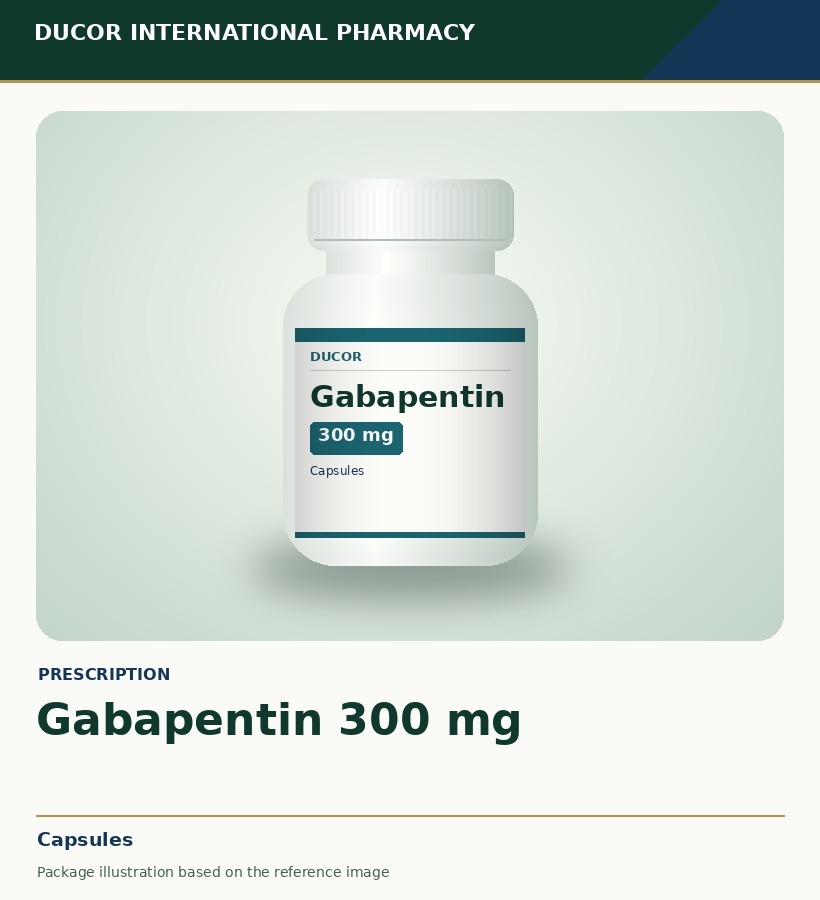 DUCOR INTERNATIONAL PHARMACY
DUCOR
Gabapentin
300 mg
Capsules
PRESCRIPTION
Gabapentin 300 mg
Capsules
Package illustration based on the reference image